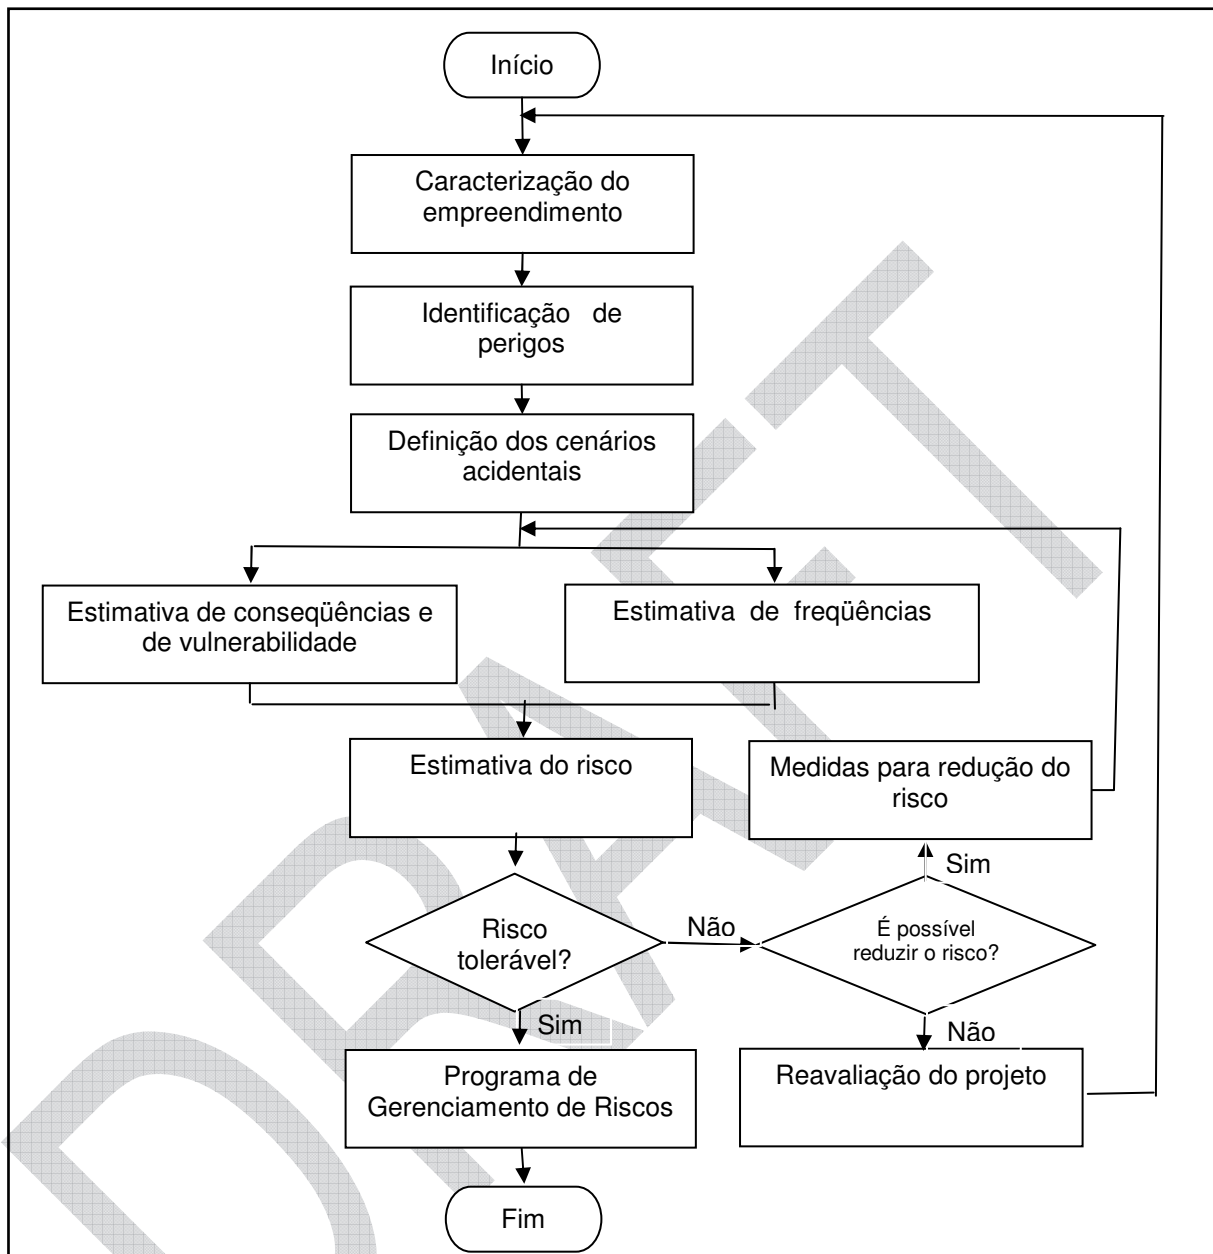 Início
Caracterização do
empreendimento
Identificação de
perigos
Definição dos cenários
acidentais
Estimativa de conseqüências e
de vulnerabilidade
Estimativa de freqüências
Estimativa do risco
Medidas para redução do
risco
Sim
Risco
tolerável?
Não
É possível
reduzir o risco?
Sim
Não
Programa de
Gerenciamento de Riscos
Reavaliação do projeto
Fim
DRAFT